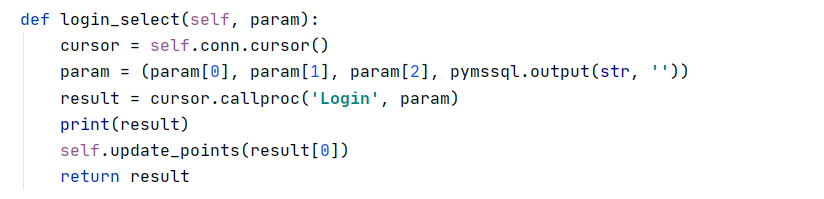 def login_select(self, param):
    cursor = self.conn.cursor()
    param = (param[0], param[1], param[2], pymssql.output(str, ''))
    result = cursor.callproc('Login', param)
    print(result)
    self.update_points(result[0])
    return result